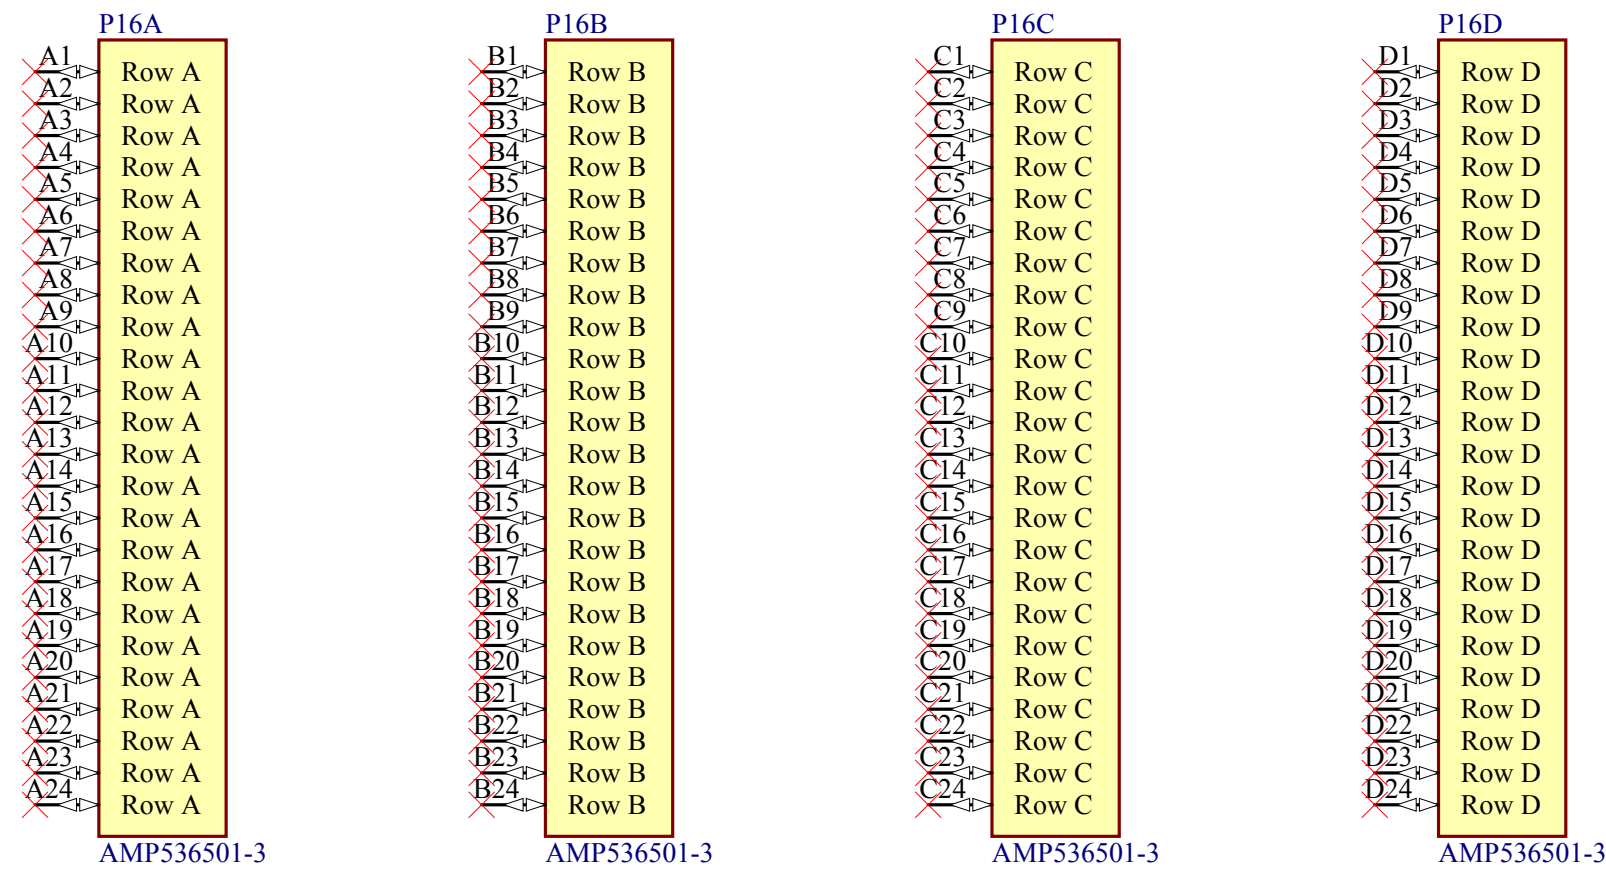 P16A P16B P16C P16D
A1 Row A B1 Row B C1 Row C D1 Row D
A2 Row A B2 Row B C2 Row C D2 Row D
A3 Row A B3 Row B C3 Row C D3 Row D
A4 Row A B4 Row B C4 Row C D4 Row D
A5 Row A B5 Row B C5 Row C D5 Row D
A6 Row A B6 Row B C6 Row C D6 Row D
A7 Row A B7 Row B C7 Row C D7 Row D
A8 Row A B8 Row B C8 Row C D8 Row D
A9 Row A B9 Row B C9 Row C D9 Row D
A10 Row A B10 Row B C10 Row C D10 Row D
A11 Row A B11 Row B C11 Row C D11 Row D
A12 Row A B12 Row B C12 Row C D12 Row D
A13 Row A B13 Row B C13 Row C D13 Row D
A14 Row A B14 Row B C14 Row C D14 Row D
A15 Row A B15 Row B C15 Row C D15 Row D
A16 Row A B16 Row B C16 Row C D16 Row D
A17 Row A B17 Row B C17 Row C D17 Row D
A18 Row A B18 Row B C18 Row C D18 Row D
A19 Row A B19 Row B C19 Row C D19 Row D
A20 Row A B20 Row B C20 Row C D20 Row D
A21 Row A B21 Row B C21 Row C D21 Row D
A22 Row A B22 Row B C22 Row C D22 Row D
A23 Row A B23 Row B C23 Row C D23 Row D
A24 Row A B24 Row B C24 Row C D24 Row D
AMP536501-3 AMP536501-3 AMP536501-3 AMP536501-3